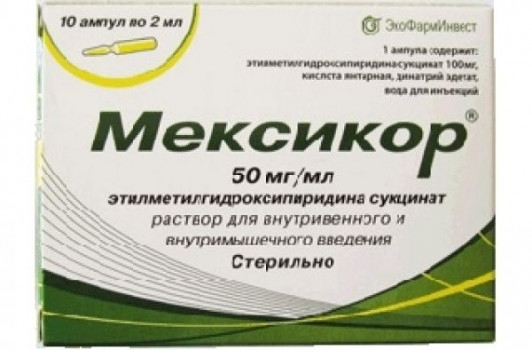 10 ампул по 2 мл
ЭкоФармИнвест
1 ампула содержит:
этилметилгидроксипиридина сукцинат 100мг,
кислота янтарная, динатрий эдетат,
вода для инъекций
Мексикор®
50 мг/мл
этилметилгидроксипиридина сукцинат
раствор для внутривенного и
внутримышечного введения
Стерильно